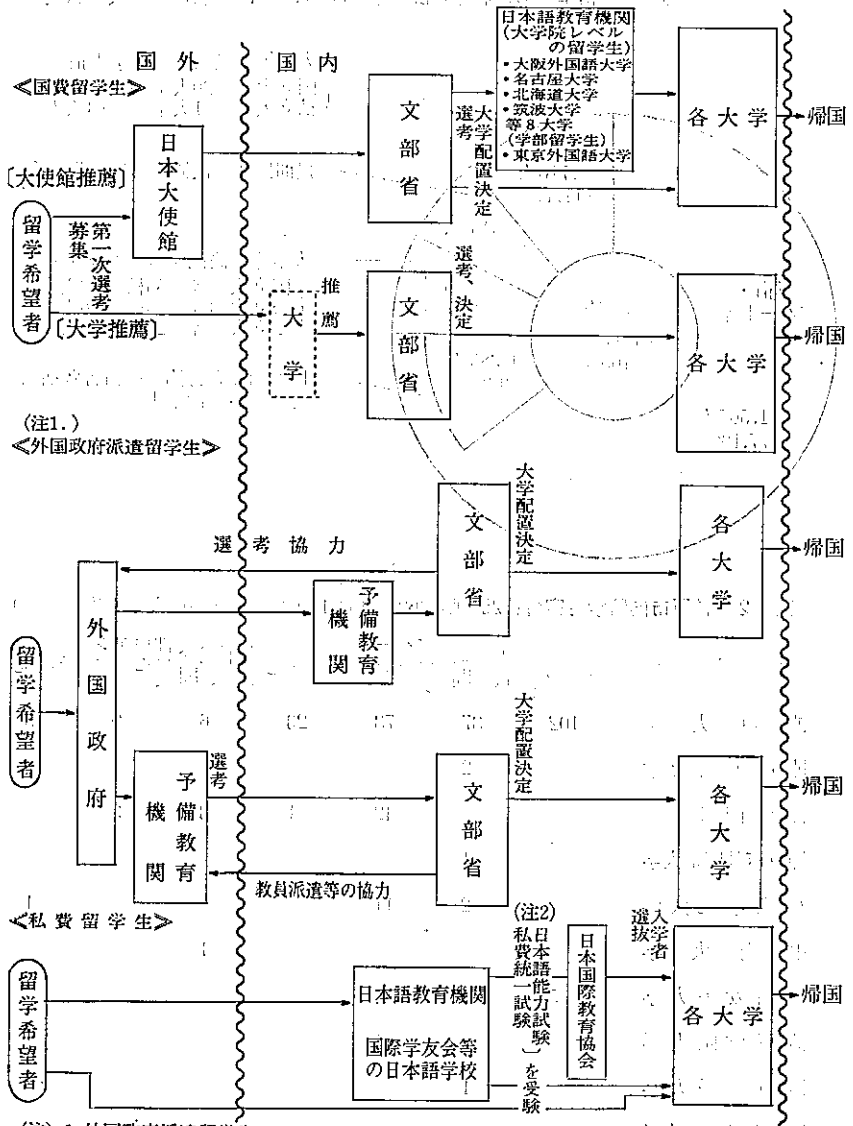 国外
国内
≪国費留学生≫
〔大使館推薦〕
留学希望者
募集
第一次選考
〔大学推薦〕
日本大使館
文部省
選考
大学配置決定
日本語教育機関
(大学院レベル
の留学生)
・大阪外国語大学
・名古屋大学
・北海道大学
・筑波大学
等8大学
(学部留学生)
・東京外国語大学
各大学
帰国
大学
推薦
文部省
選考、決定
各大学
帰国
(注1.)
≪外国政府派遣留学生≫
選考協力
留学希望者
外国政府
予備教育
機関
文部省
大学配置決定
各大学
帰国
予備教育
機関
選考
教員派遣等の協力
文部省
大学配置決定
各大学
帰国
≪私費留学生≫
留学希望者
日本語教育機関
国際学友会等
の日本語学校
(注2)
日本語能力試験
私費統一試験
〕を受験
日本国際教育協会
入学者
選抜
各大学
帰国